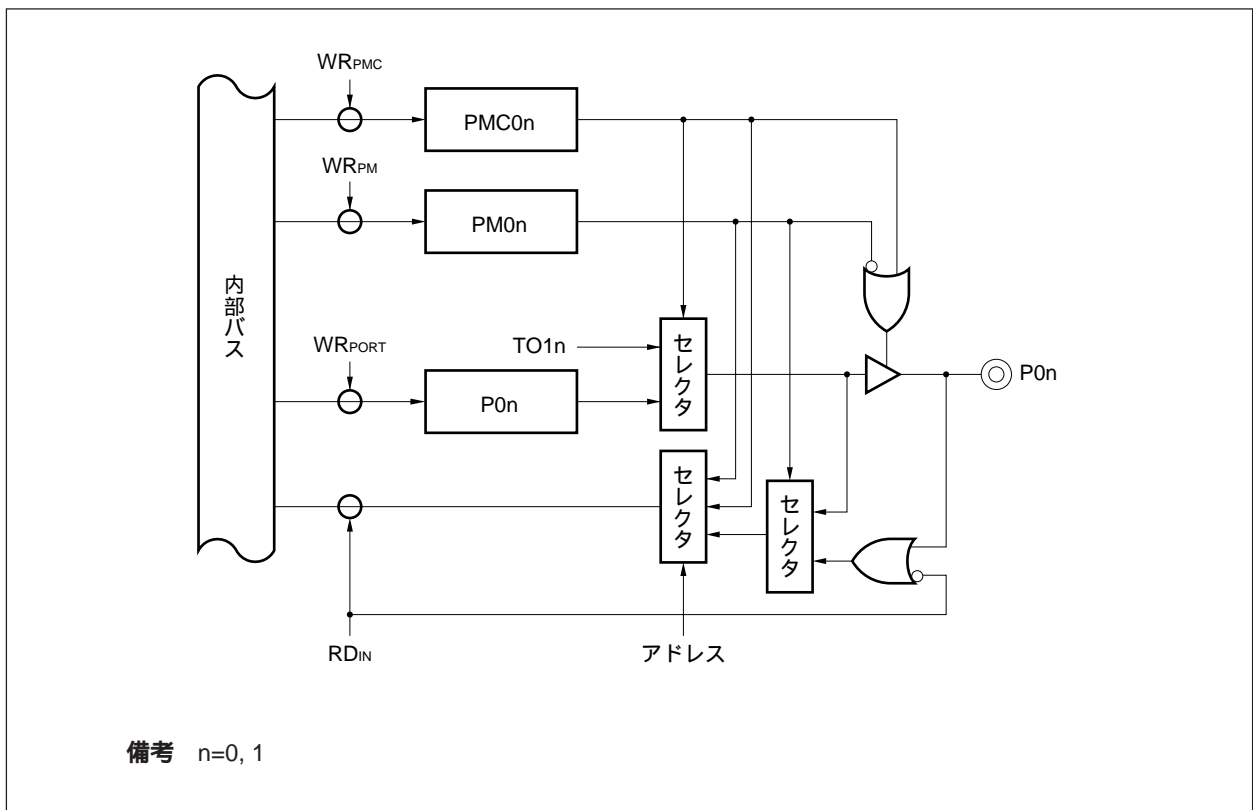 WRPMC
PMC0n
WRPM
PM0n
内部バス
WRPORT
TO1n
セレクタ
P0n
P0n
セレクタ
セレクタ
RDIN
アドレス
備考 n=0, 1